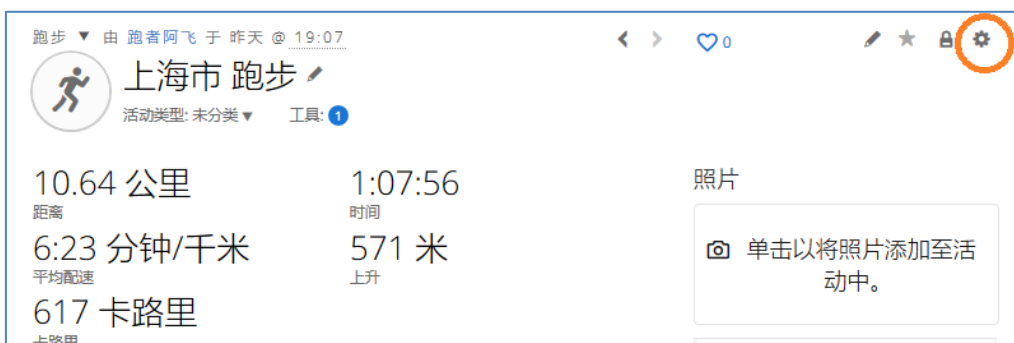 跑步 ▼ 由 跑者阿飞 于 昨天 @ 19:07
0
上海市 跑步
活动类型: 未分类 ▼ 工具: 1
10.64 公里
距离
1:07:56
时间
6:23 分钟/千米
平均配速
571 米
上升
617 卡路里
卡路里
照片
单击以将照片添加至活
动中。